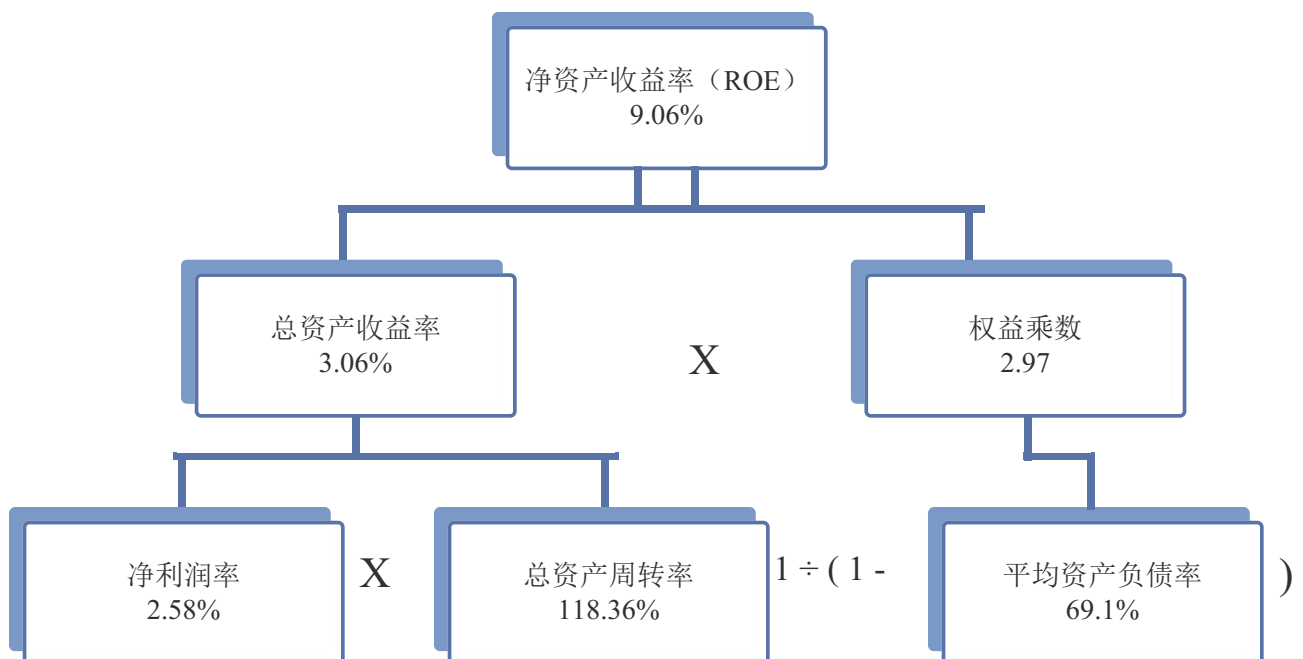 净资产收益率（ROE）
9.06%
总资产收益率
3.06%
X
权益乘数
2.97
净利润率
2.58%
X
总资产周转率
118.36%
1 ÷ ( 1 -
平均资产负债率
69.1%
)